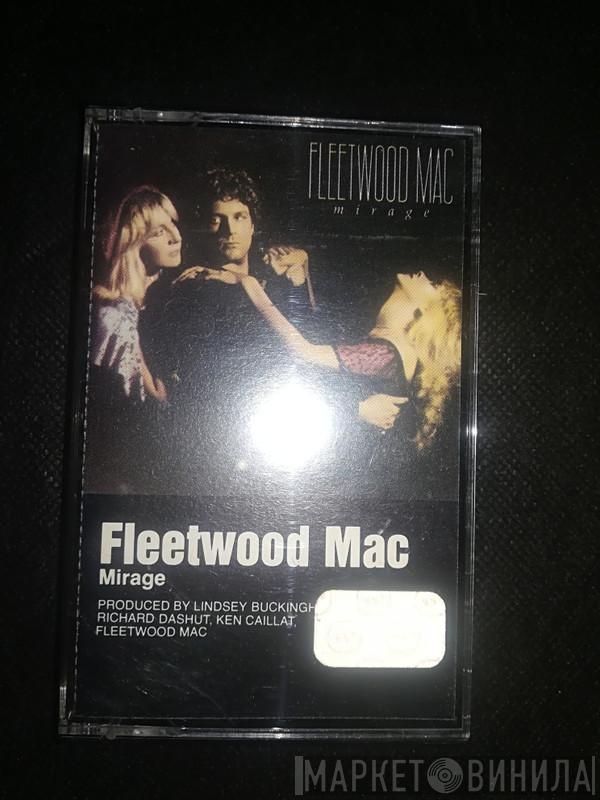 FLEETWOOD MAC
mirage
Fleetwood Mac
Mirage
PRODUCED BY LINDSEY BUCKINGH
RICHARD DASHUT, KEN CAILLAT,
FLEETWOOD MAC
МАРКЕТ ВИНИЛА